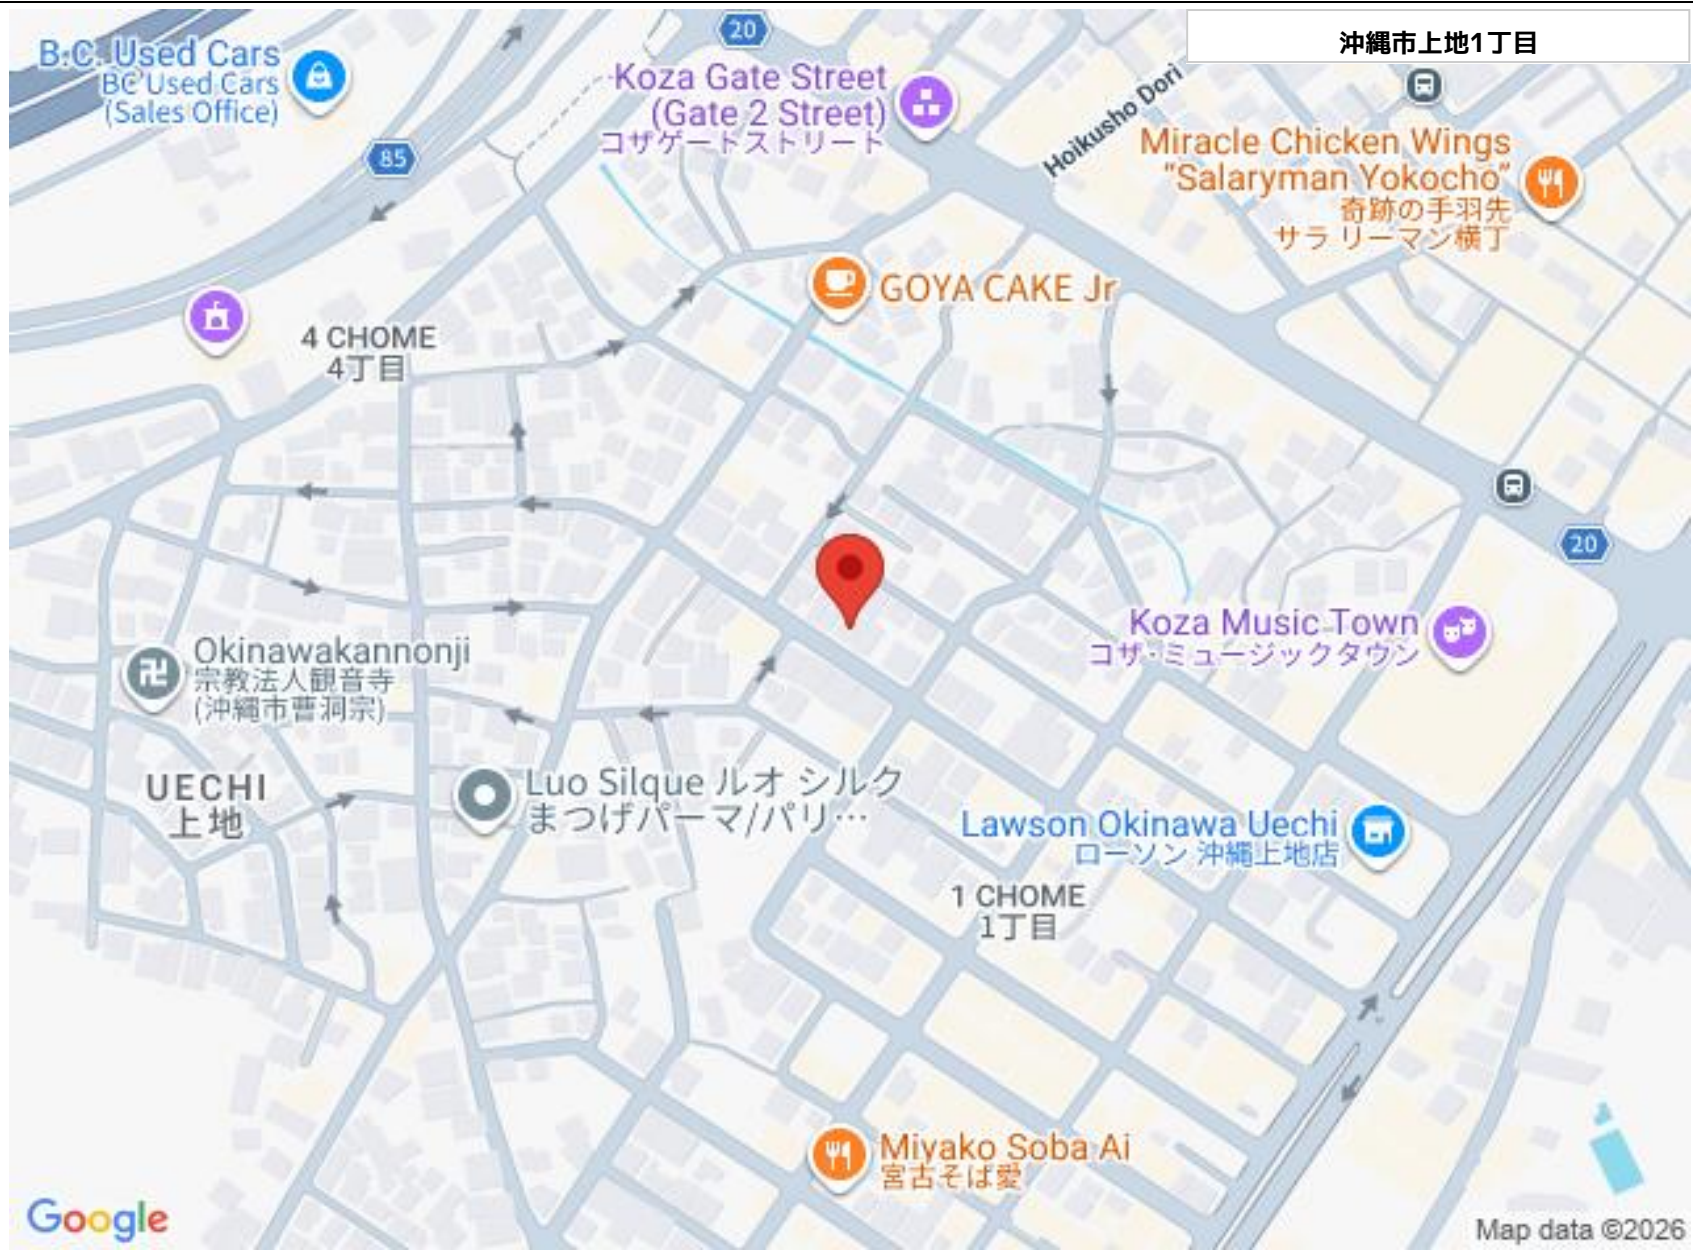 沖縄市上地1丁目
20
B.C. Used Cars
BC Used Cars
(Sales Office)
Koza Gate Street
(Gate 2 Street)
コザゲートストリート
Hoikusho Dori
85
Miracle Chicken Wings
“Salaryman Yokocho”
奇跡の手羽先
サラリーマン横丁
GOYA CAKE Jr
4 CHOME
4丁目
20
Koza Music Town
コザ・ミュージックタウン
Okinawakannonji
宗教法人観音寺
(沖縄市曹洞宗)
UECHI
上地
Luo Silque ルオ シルク
まつげパーマ/パリ…
Lawson Okinawa Uechi
ローソン 沖縄上地店
1 CHOME
1丁目
Miyako Soba Ai
宮古そば愛
Google
Map data ©2026